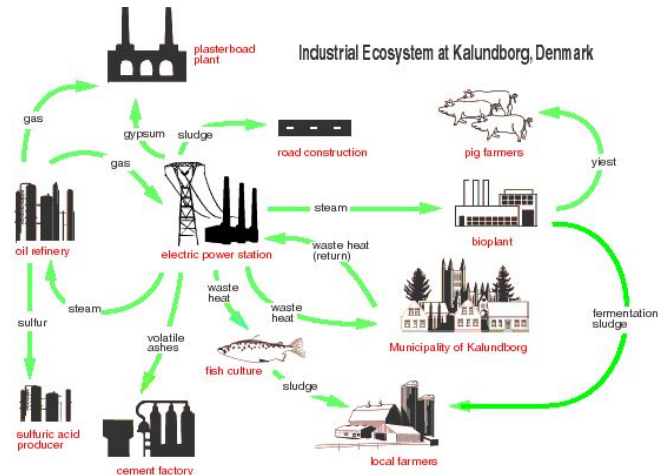 plasterboad
plant
Industrial Ecosystem at Kalundborg, Denmark
gas
gypsum
sludge
road construction
pig farmers
gas
yiest
steam
oil refinery
electric power station
bioplant
waste heat
(return)
steam
waste
heat
waste
heat
fermentation
sludge
sulfur
volatile
ashes
Municipality of Kalundborg
fish culture
sludge
sulfuric acid
producer
cement factory
local farmers